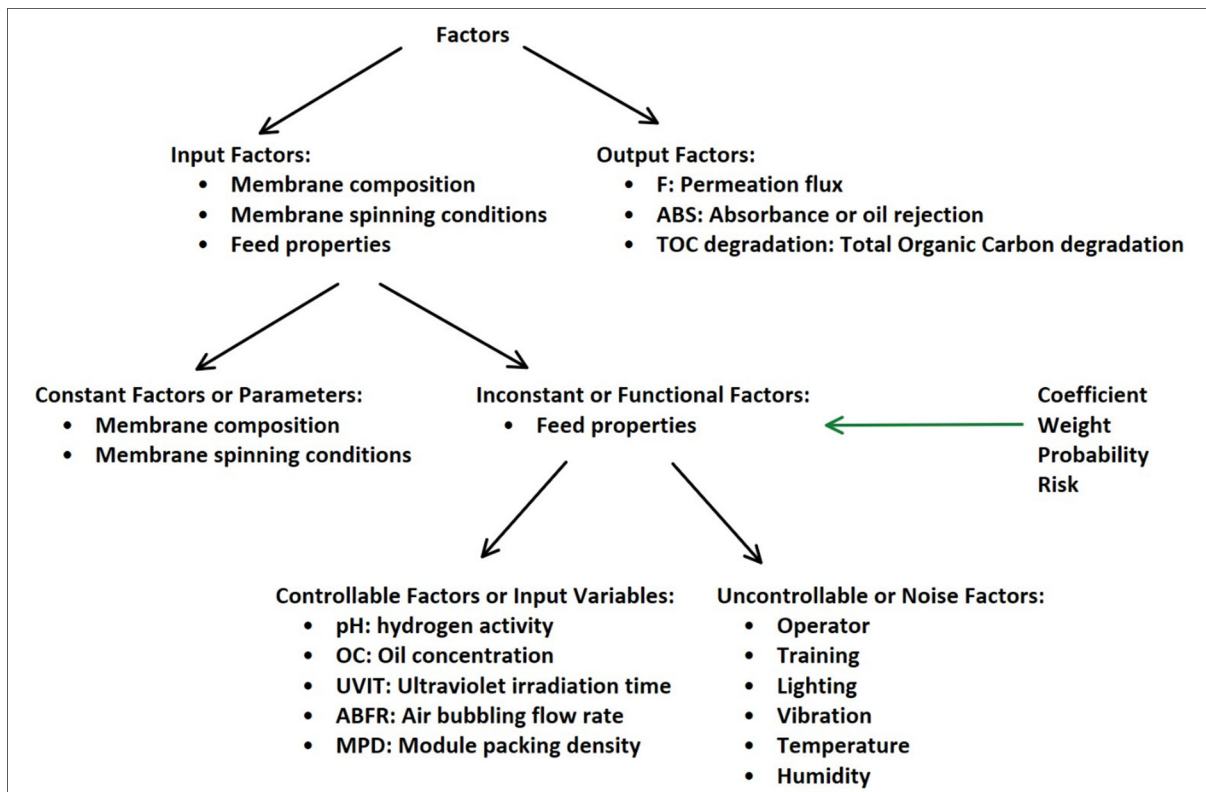 Factors
Input Factors:
• Membrane composition
• Membrane spinning conditions
• Feed properties
Output Factors:
• F: Permeation flux
• ABS: Absorbance or oil rejection
• TOC degradation: Total Organic Carbon degradation
Constant Factors or Parameters:
• Membrane composition
• Membrane spinning conditions
Inconstant or Functional Factors:
• Feed properties
Coefficient
Weight
Probability
Risk
Controllable Factors or Input Variables:
• pH: hydrogen activity
• OC: Oil concentration
• UVIT: Ultraviolet irradiation time
• ABFR: Air bubbling flow rate
• MPD: Module packing density
Uncontrollable or Noise Factors:
• Operator
• Training
• Lighting
• Vibration
• Temperature
• Humidity